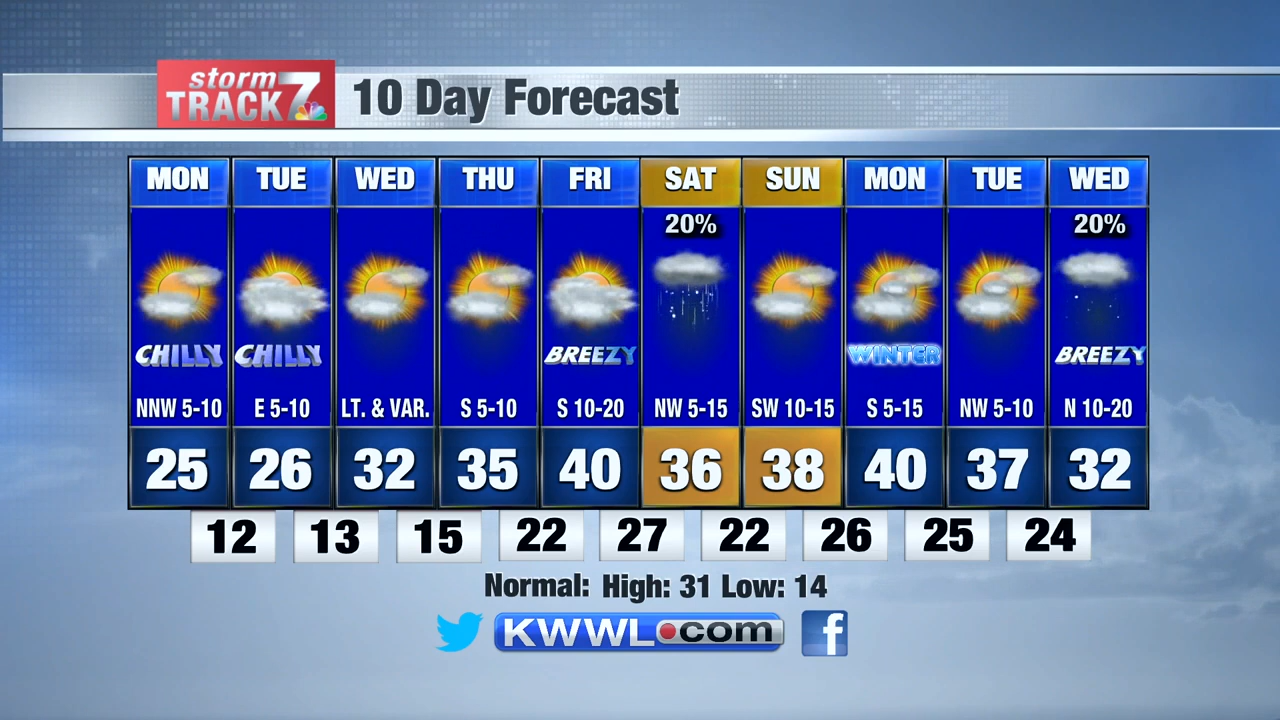 storm
TRACK 7
10 Day Forecast
MON TUE WED THU FRI SAT SUN MON TUE WED
20% 20%
CHILLY CHILLY BREEZY WINTER BREEZY
NNW 5-10 E 5-10 LT. & VAR. S 5-10 S 10-20 NW 5-15 SW 10-15 S 5-15 NW 5-10 N 10-20
25 26 32 35 40 36 38 40 37 32
12 13 15 22 27 22 26 25 24
Normal: High: 31 Low: 14
KWWL.com f